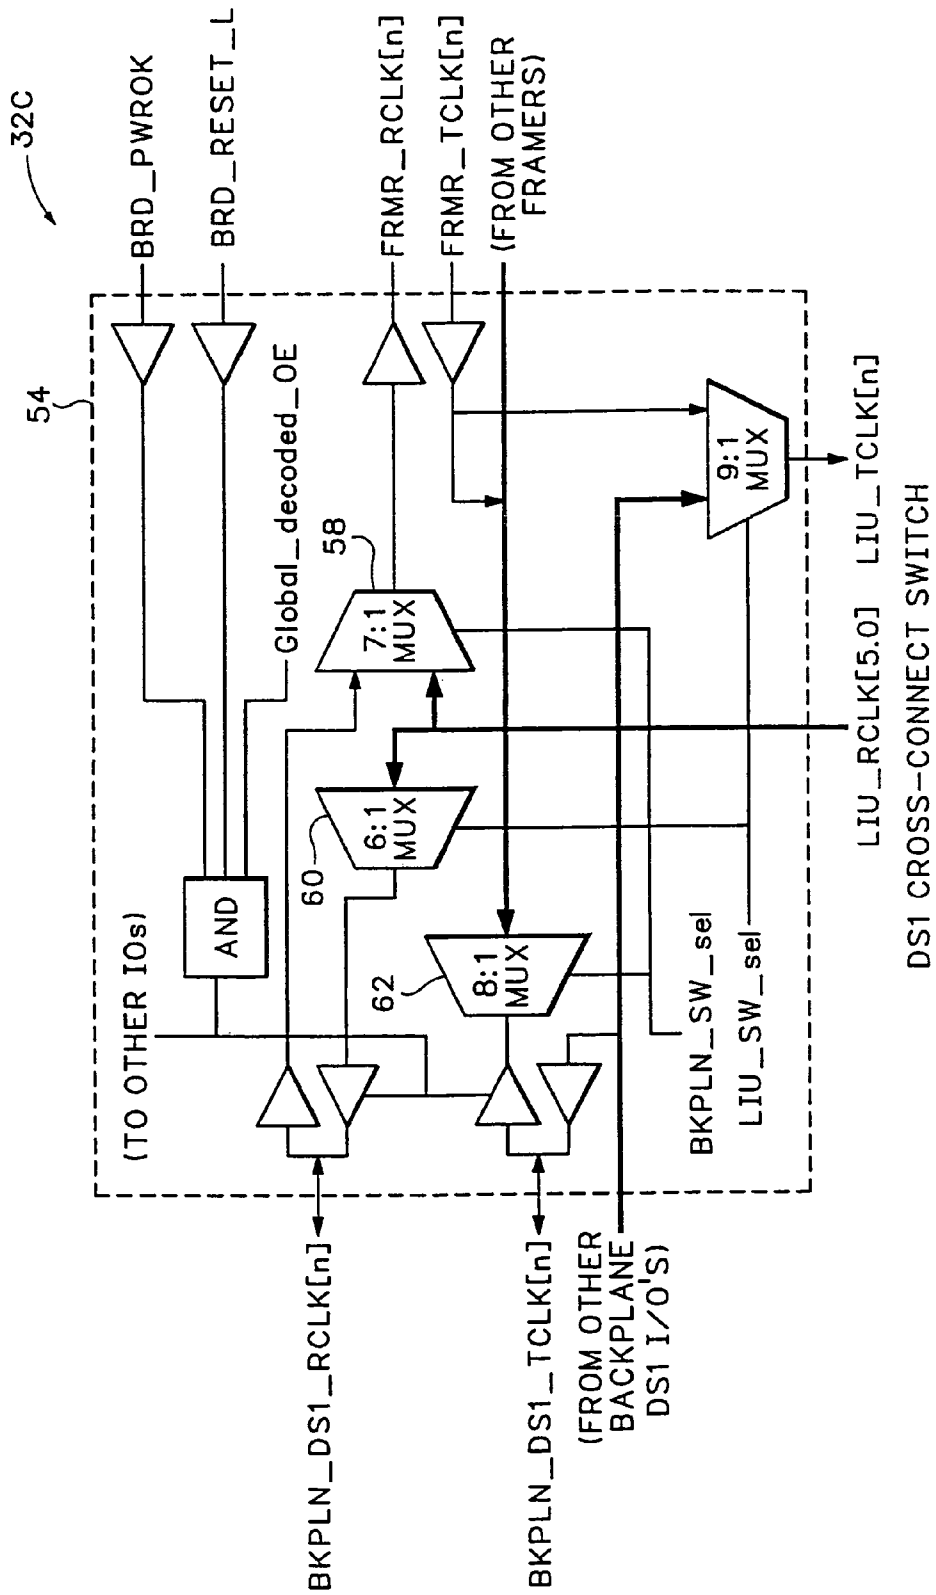 32C
54
BRD_PWROK
BRD_RESET_L
Global_decoded_OE
FRMR_RCLK[n]
FRMR_TCLK[n]
(FROM OTHER
FRAMERS)
(TO OTHER IOs)
AND
58
7:1
MUX
60
6:1
MUX
62
8:1
MUX
9:1
MUX
BKPLN_DS1_RCLK[n]
BKPLN_DS1_TCLK[n]
(FROM OTHER
BACKPLANE
DS1 I/O'S)
BKPLN_SW_sel
LIU_SW_sel
LIU_RCLK[5.0]
LIU_TCLK[n]
DS1 CROSS-CONNECT SWITCH